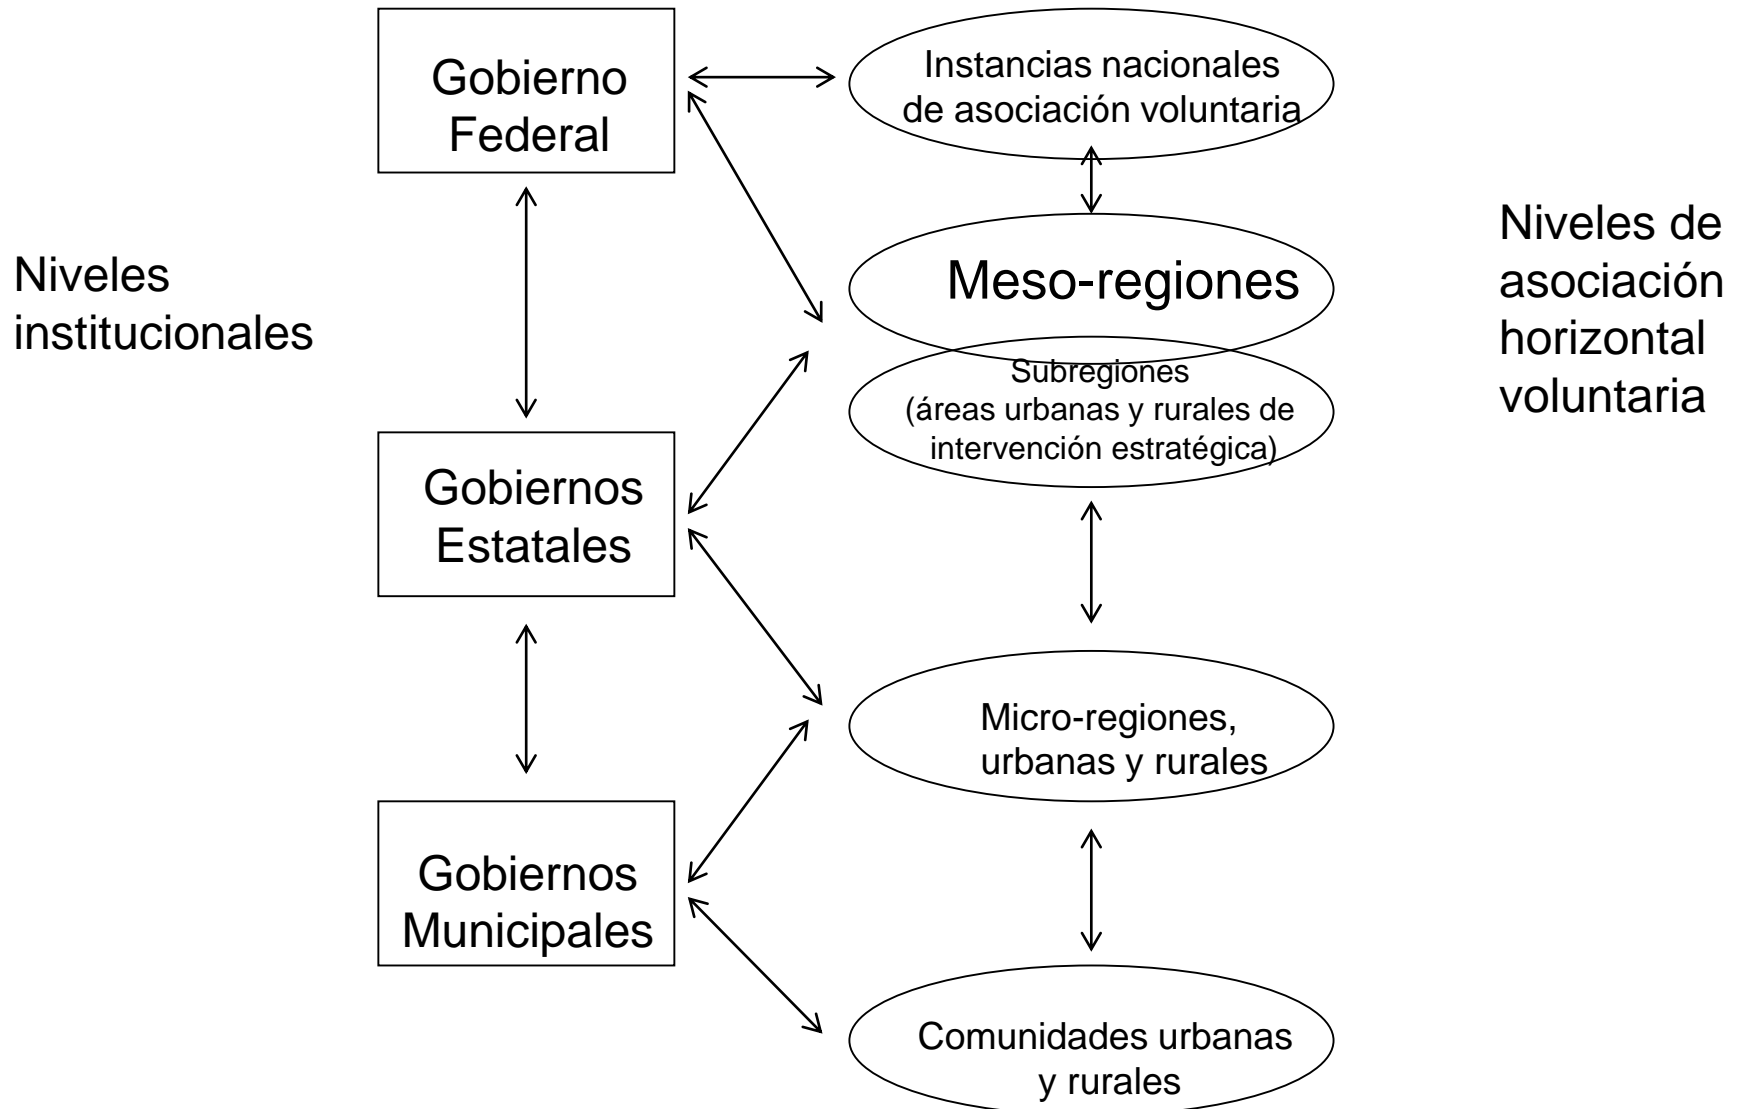 Gobierno
Federal
Instancias nacionales
de asociación voluntaria
Niveles
institucionales
Meso-regiones
Niveles de
asociación
horizontal
voluntaria
Subregiones
(áreas urbanas y rurales de
intervención estratégica)
Gobiernos
Estatales
Micro-regiones,
urbanas y rurales
Gobiernos
Municipales
Comunidades urbanas
y rurales